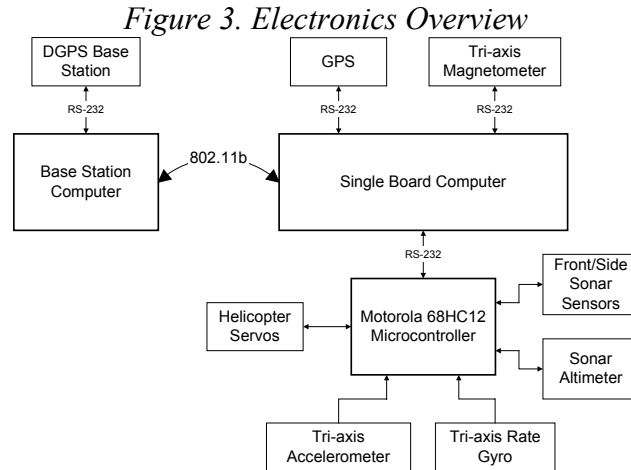 Figure 3. Electronics Overview
DGPS Base
Station
GPS
Tri-axis
Magnetometer
RS-232
RS-232
RS-232
Base Station
Computer
802.11b
Single Board Computer
RS-232
Helicopter
Servos
Motorola 68HC12
Microcontroller
Front/Side
Sonar
Sensors
Sonar
Altimeter
Tri-axis
Accelerometer
Tri-axis Rate
Gyro